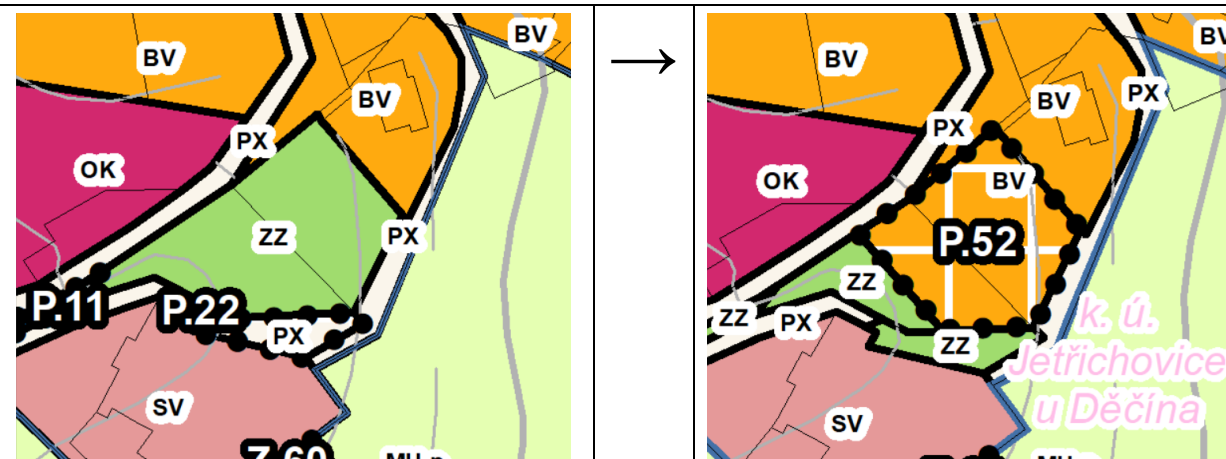 BV
BV
BV
PX
OK
ZZ
PX
P.11
P.22
PX
SV
Z.60
→
BV
BV
BV
PX
PX
OK
BV
P.52
ZZ
ZZ
PX
ZZ
k. ú.
Jetřichovice
u Děčína
SV